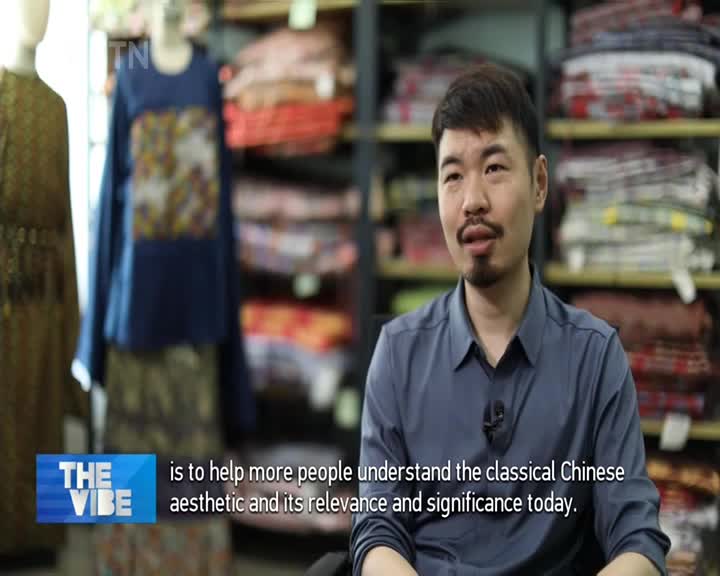 TN
THE
VIBE
is to help more people understand the classical Chinese
aesthetic and its relevance and significance today.